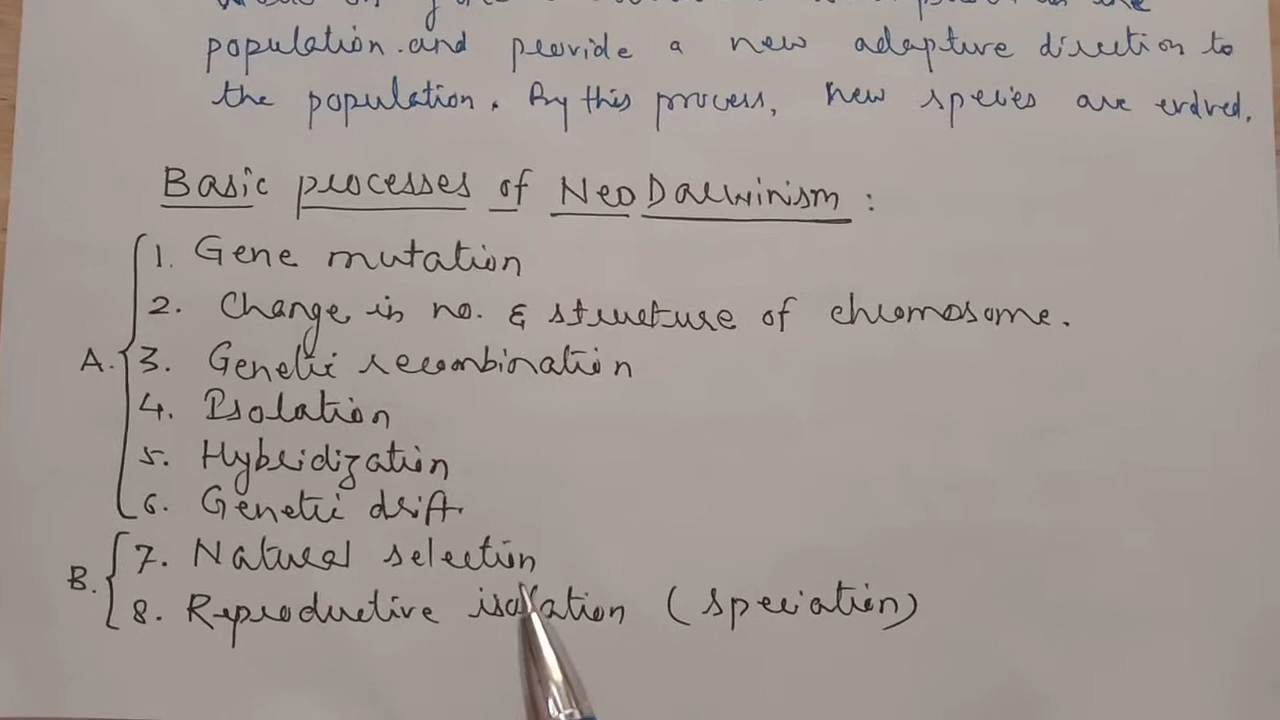 population. and provide a new adaptive direction to
the population. By this process, new species are evolved.
Basic processes of Neo Darwinism :
1. Gene mutation
2. Change in no. & structure of chromosome.
A. 3. Genetic recombination
4. Isolation
5. Hybridization
6. Genetic drift.
7. Natural selection
B. 8. Reproductive isolation (speciation)